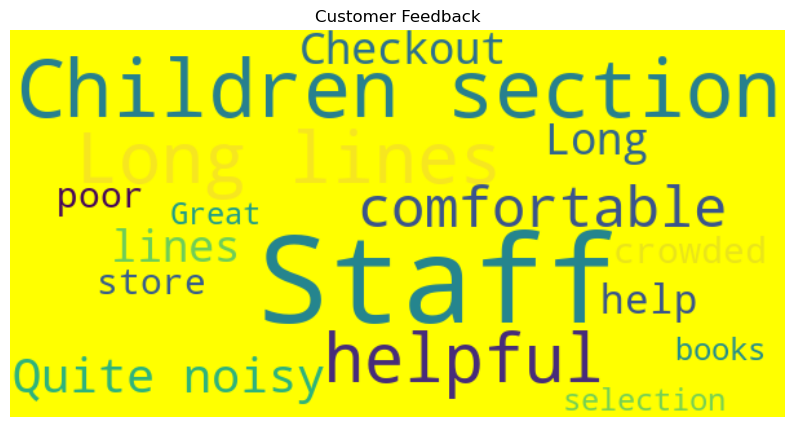 Customer Feedback
Checkout
Children section
Long lines
Long
poor
Great
comfortable
lines
Staff
crowded
store
help
helpful
books
Quite noisy
selection